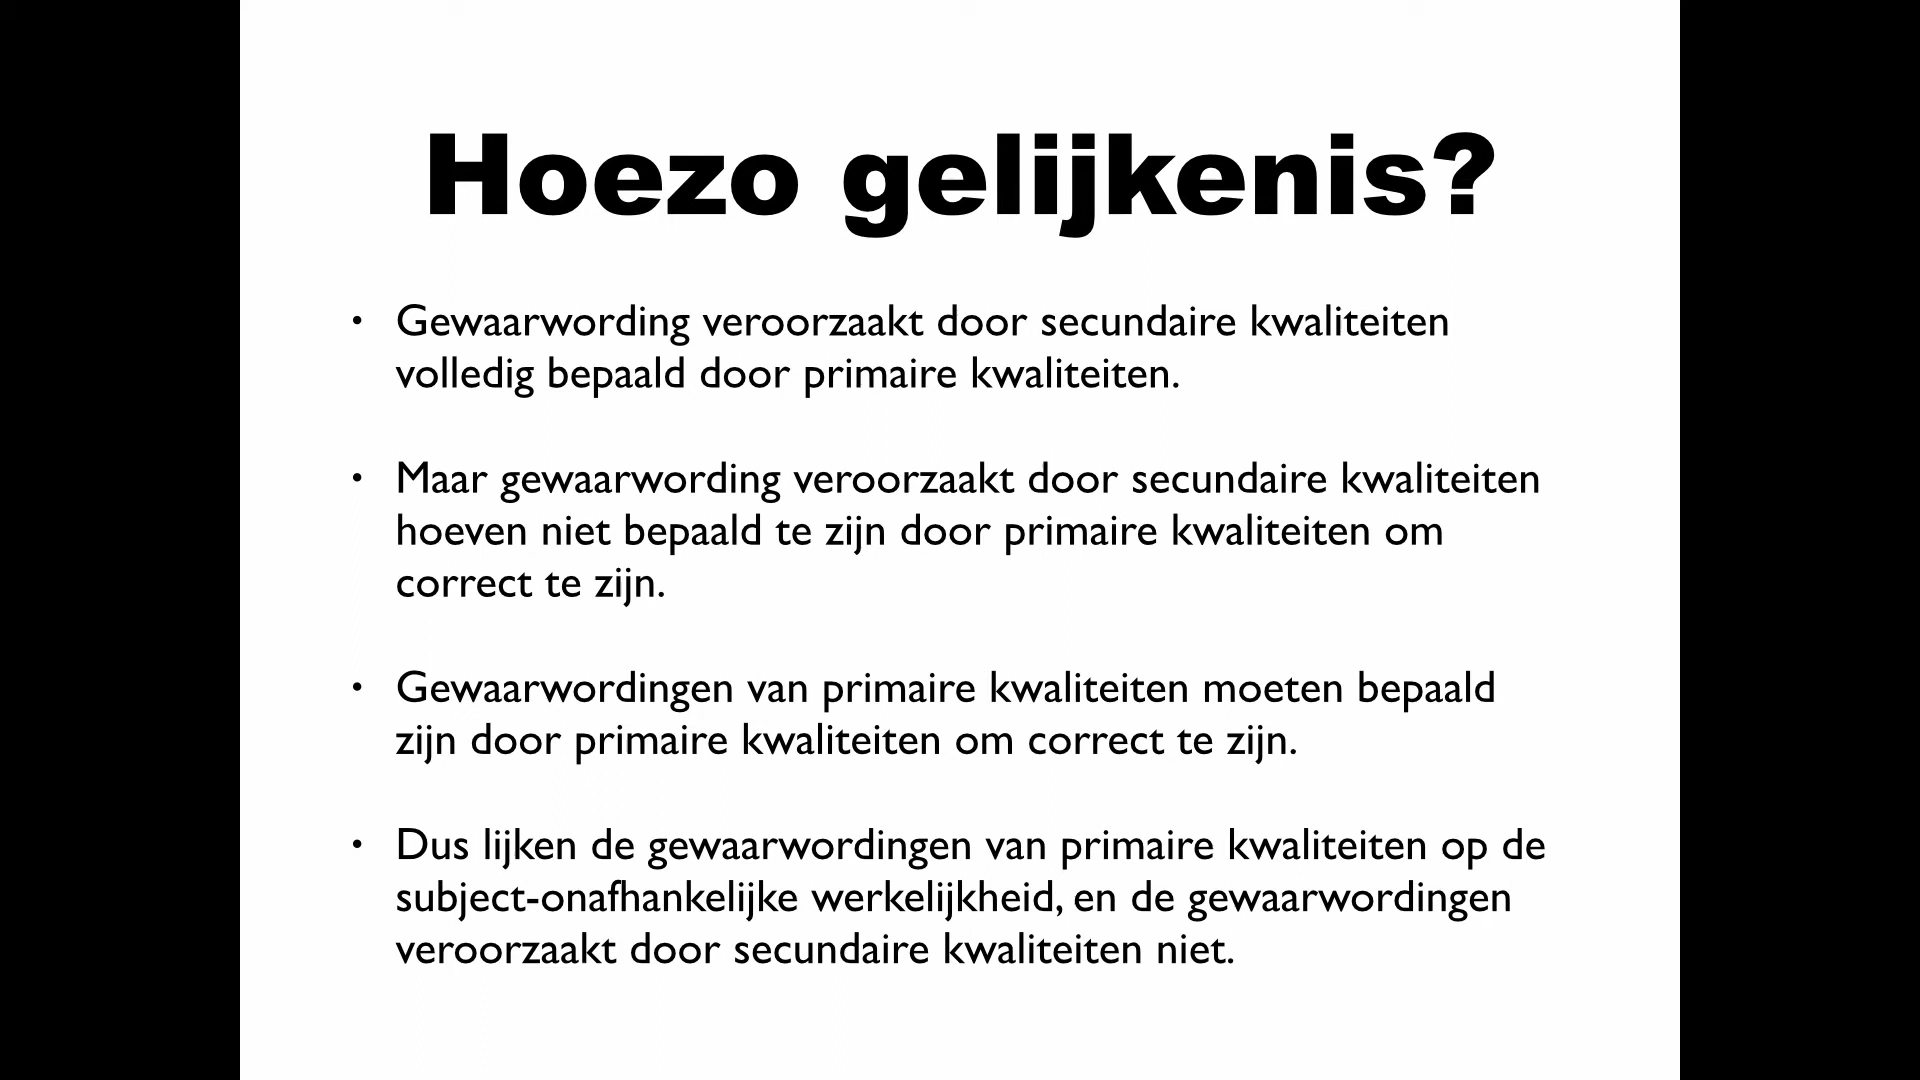 Hoezo gelijkenis?
• Gewaarwording veroorzaakt door secundaire kwaliteiten
volledig bepaald door primaire kwaliteiten.
• Maar gewaarwording veroorzaakt door secundaire kwaliteiten
hoeven niet bepaald te zijn door primaire kwaliteiten om
correct te zijn.
• Gewaarwordingen van primaire kwaliteiten moeten bepaald
zijn door primaire kwaliteiten om correct te zijn.
• Dus lijken de gewaarwordingen van primaire kwaliteiten op de
subject-onafhankelijke werkelijkheid, en de gewaarwordingen
veroorzaakt door secundaire kwaliteiten niet.